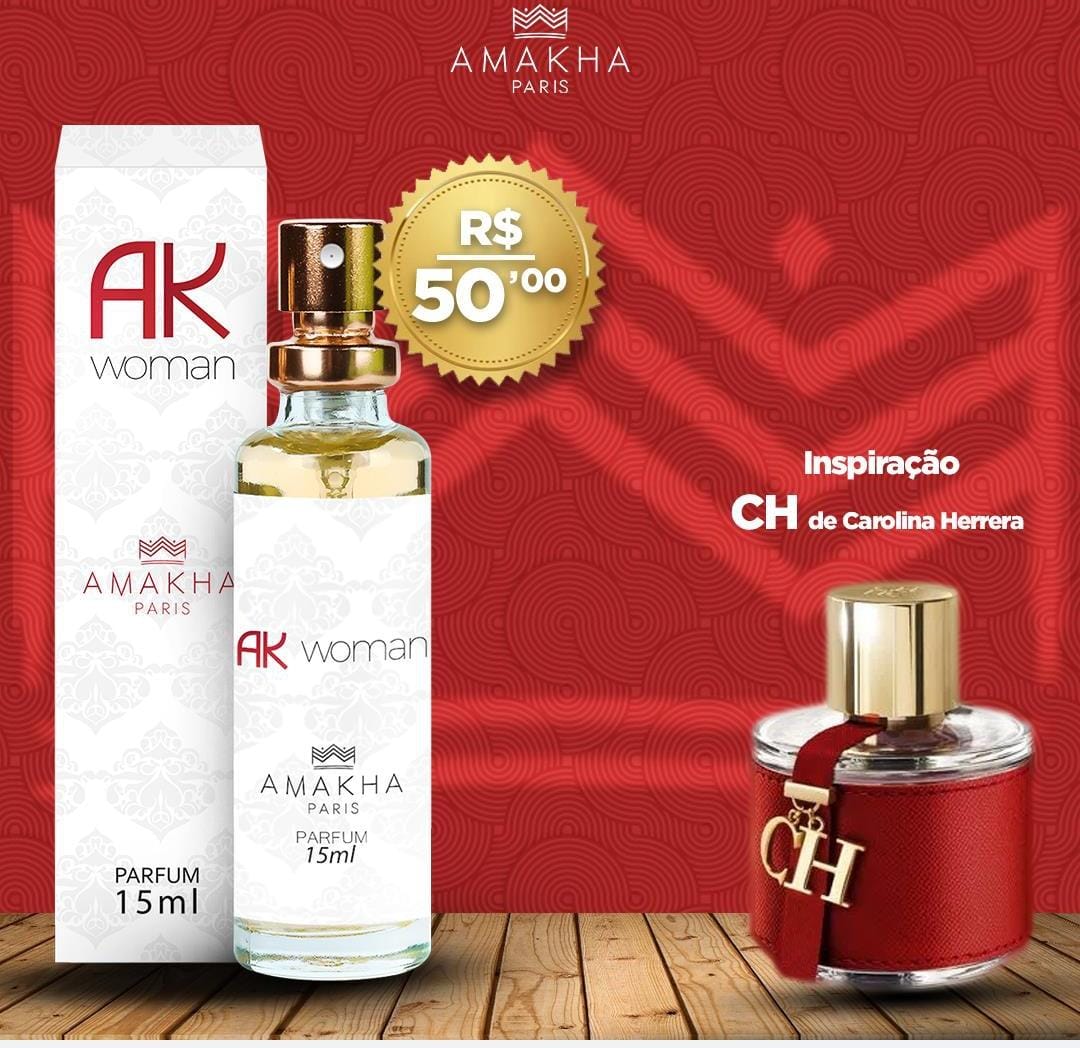 AMAKHA
PARIS
AK
woman
AMAKHA
PARIS
PARFUM
15ml
R$
50,00
AK woman
AMAKHA
PARIS
PARFUM
15ml
Inspiração
CH de Carolina Herrera
CH